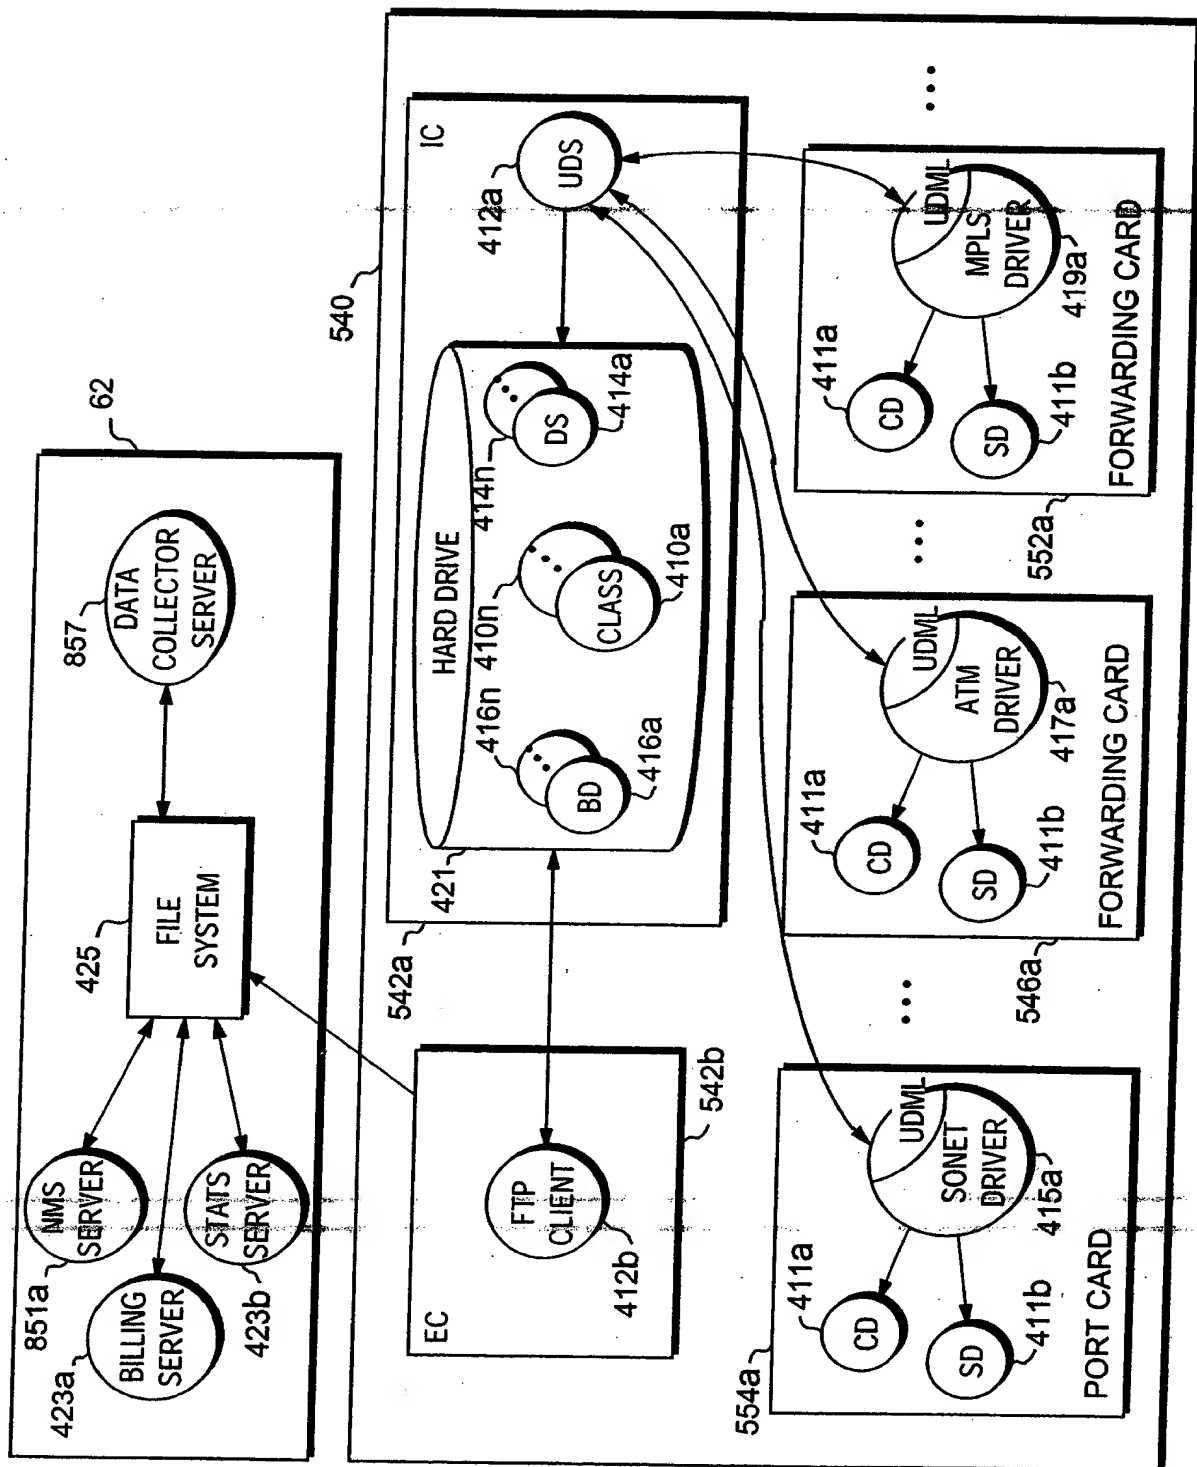 62
857
DATA
COLLECTOR
SERVER
425
FILE
SYSTEM
851a
NMS
SERVER
423a
BILLING
SERVER
STATS
SERVER
423b
540
542a
IC
412a
UDS
421
HARD DRIVE
416n
BD
416a
410n
CLASS
410a
414n
DS
414a
EC
542b
FTP
CLIENT
412b
554a
411a
CD
SD
411b
UDML
SONET
DRIVER
415a
PORT CARD
546a
411a
CD
SD
411b
UDML
ATM
DRIVER
417a
FORWARDING CARD
552a
411a
CD
SD
411b
UDML
MPLS
DRIVER
419a
FORWARDING CARD